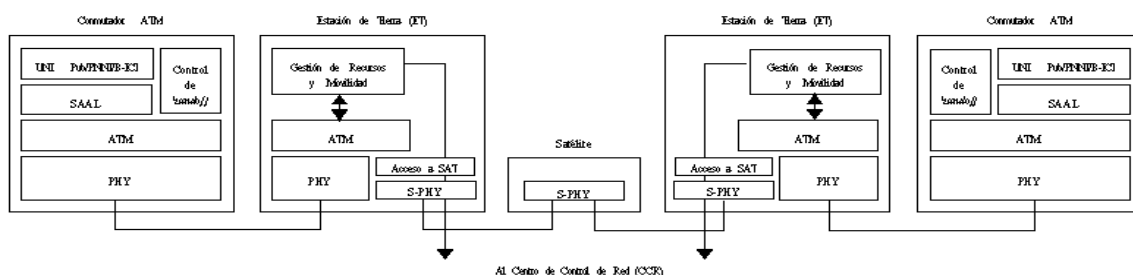 Conmutador ATM
Estación de Tierra (ET)
Estación de Tierra (ET)
Conmutador ATM
UNI
SAAL
Control
de
ATM
PHY
Gestión de Recursos
y Movilidad
ATM
PHY
Acceso a SAT
S-PHY
Satélite
S-PHY
Gestión de Recursos
y Movilidad
ATM
Acceso a SAT
S-PHY
PHY
Control
de
UNI
SAAL
ATM
PHY
Al Centro de Control de Red (CCR)